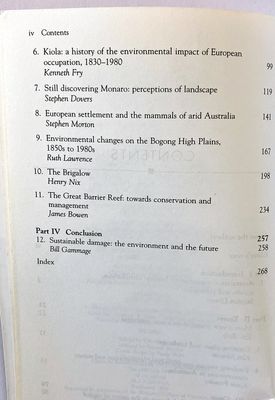 iv Contents
6. Kiola: a history of the environmental impact of European
occupation, 1830–1980 99
Kenneth Fry
7. Still discovering Monaro: perceptions of landscape 119
Stephen Dovers
8. European settlement and the mammals of arid Australia 141
Stephen Morton
9. Environmental changes on the Bogong High Plains,
1850s to 1980s 167
Ruth Lawrence
10. The Brigalow 198
Henry Nix
11. The Great Barrier Reef: towards conservation and
management 234
James Bowen
Part IV Conclusion 257
12. Sustainable damage: the environment and the future 258
Bill Gammage
Index 268